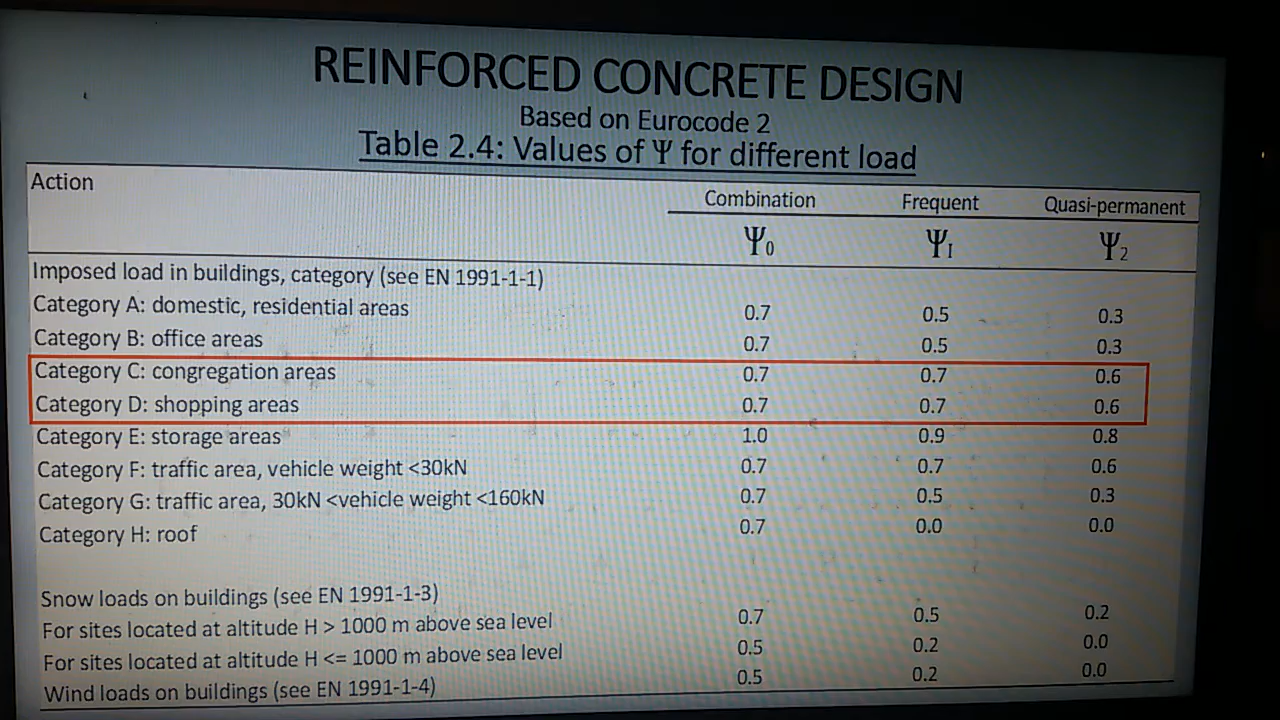 REINFORCED CONCRETE DESIGN
Based on Eurocode 2
Table 2.4: Values of Ψ for different load
Action Combination Frequent Quasi-permanent
Ψ0 Ψ1 Ψ2
Imposed load in buildings, category (see EN 1991-1-1)
Category A: domestic, residential areas 0.7 0.5 0.3
Category B: office areas 0.7 0.5 0.3
Category C: congregation areas 0.7 0.7 0.6
Category D: shopping areas 0.7 0.7 0.6
Category E: storage areas 1.0 0.9 0.8
Category F: traffic area, vehicle weight <30kN 0.7 0.7 0.6
Category G: traffic area, 30kN <vehicle weight <160kN 0.7 0.5 0.3
Category H: roof 0.7 0.0 0.0
Snow loads on buildings (see EN 1991-1-3)
For sites located at altitude H > 1000 m above sea level 0.7 0.5 0.2
For sites located at altitude H <= 1000 m above sea level 0.5 0.2 0.0
Wind loads on buildings (see EN 1991-1-4) 0.5 0.2 0.0